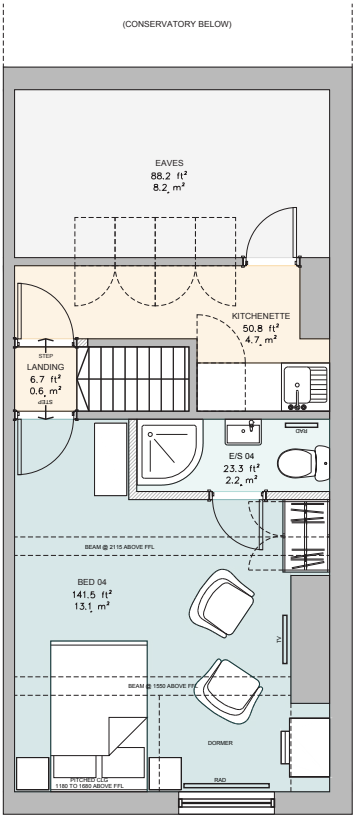 (CONSERVATORY BELOW)
EAVES
88.2 ft²
8.2 m²
KITCHENETTE
50.8 ft²
4.7 m²
STEP
LANDING
6.7 ft²
0.6 m²
STEP
RAD
E/S 04
23.3 ft²
2.2 m²
BEAM @ 2115 ABOVE FFL
BED 04
141.5 ft²
13.1 m²
TV
BEAM @ 1550 ABOVE FFL
DORMER
PITCHED CLG
1180 TO 1680 ABOVE FFL
RAD